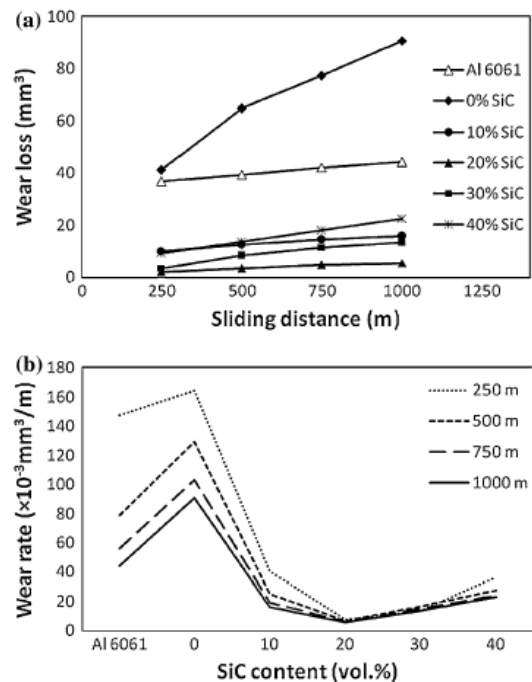 (a)
100
80
60
40
20
0
Wear loss (mm³)
0 250 500 750 1000 1250
Sliding distance (m)
Al 6061
0% SiC
10% SiC
20% SiC
30% SiC
40% SiC
(b)
180
160
140
120
100
80
60
40
20
0
Wear rate (×10⁻³mm³/m)
Al 6061 0 10 20 30 40
SiC content (vol.%)
250 m
500 m
750 m
1000 m